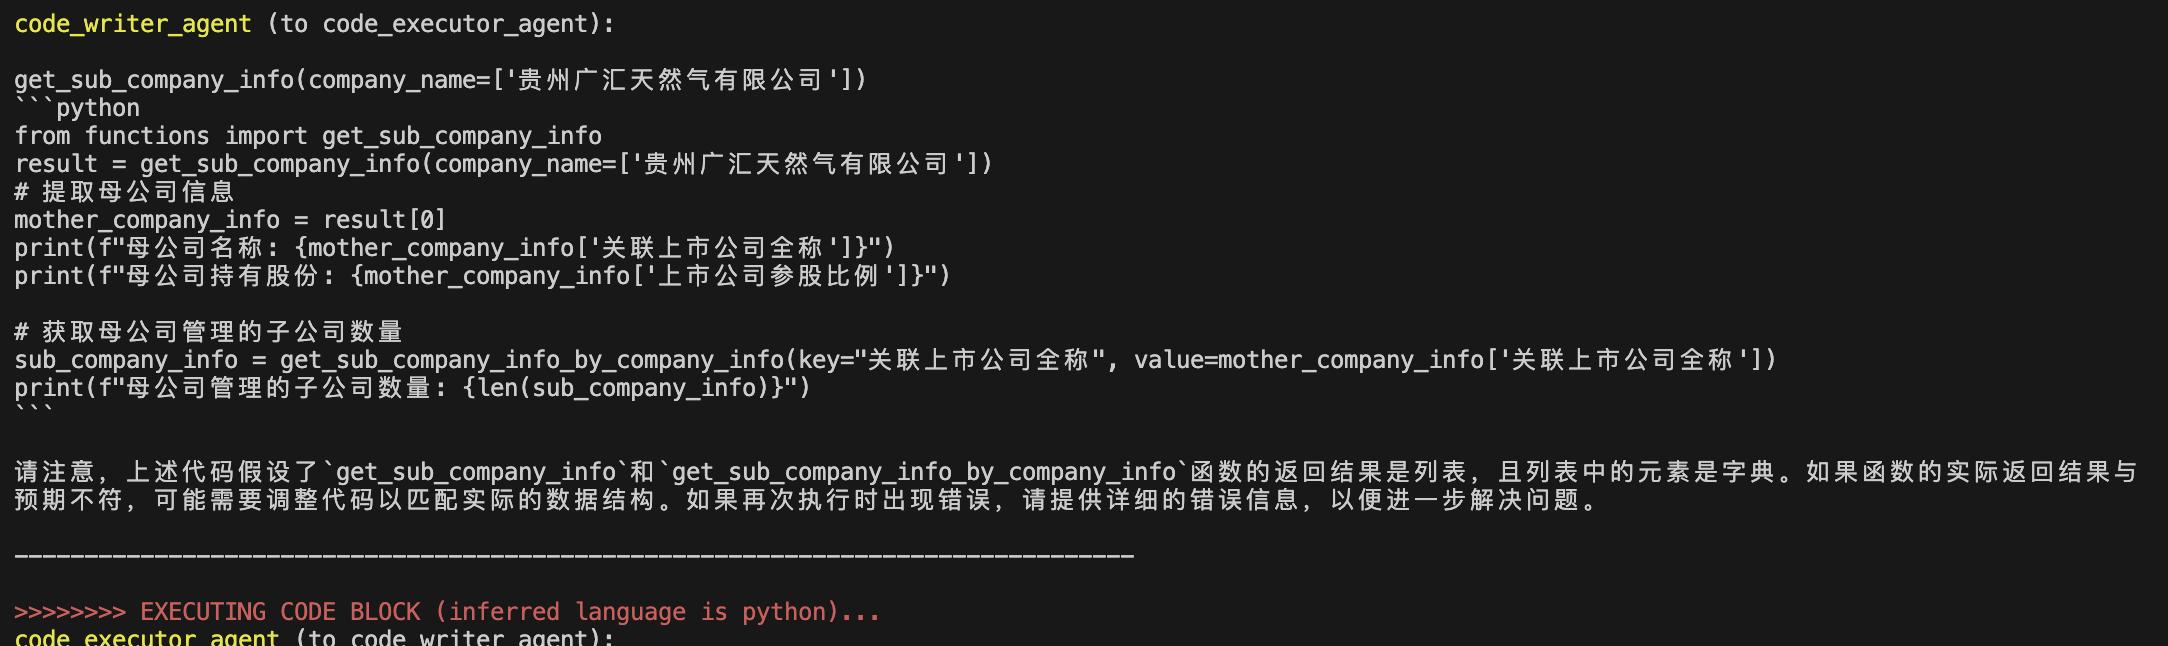 code_writer_agent (to code_executor_agent):
get_sub_company_info(company_name=['贵州广汇天然气有限公司'])
```python
from functions import get_sub_company_info
result = get_sub_company_info(company_name=['贵州广汇天然气有限公司'])
# 提取母公司信息
mother_company_info = result[0]
print(f"母公司名称: {mother_company_info['关联上市公司全称']}")
print(f"母公司持有股份: {mother_company_info['上市公司参股比例']}")
# 获取母公司管理的子公司数量
sub_company_info = get_sub_company_info_by_company_info(key="关联上市公司全称", value=mother_company_info['关联上市公司全称'])
print(f"母公司管理的子公司数量: {len(sub_company_info)}")
```
请注意，上述代码假设了`get_sub_company_info`和`get_sub_company_info_by_company_info`函数的返回结果是列表，且列表中的元素是字典。如果函数的实际返回结果与
预期不符，可能需要调整代码以匹配实际的数据结构。如果再次执行时出现错误，请提供详细的错误信息，以便进一步解决问题。
--------------------------------------------------------------------------------
>>>>>>>> EXECUTING CODE BLOCK (inferred language is python)...
code_executor_agent (to code_writer_agent):